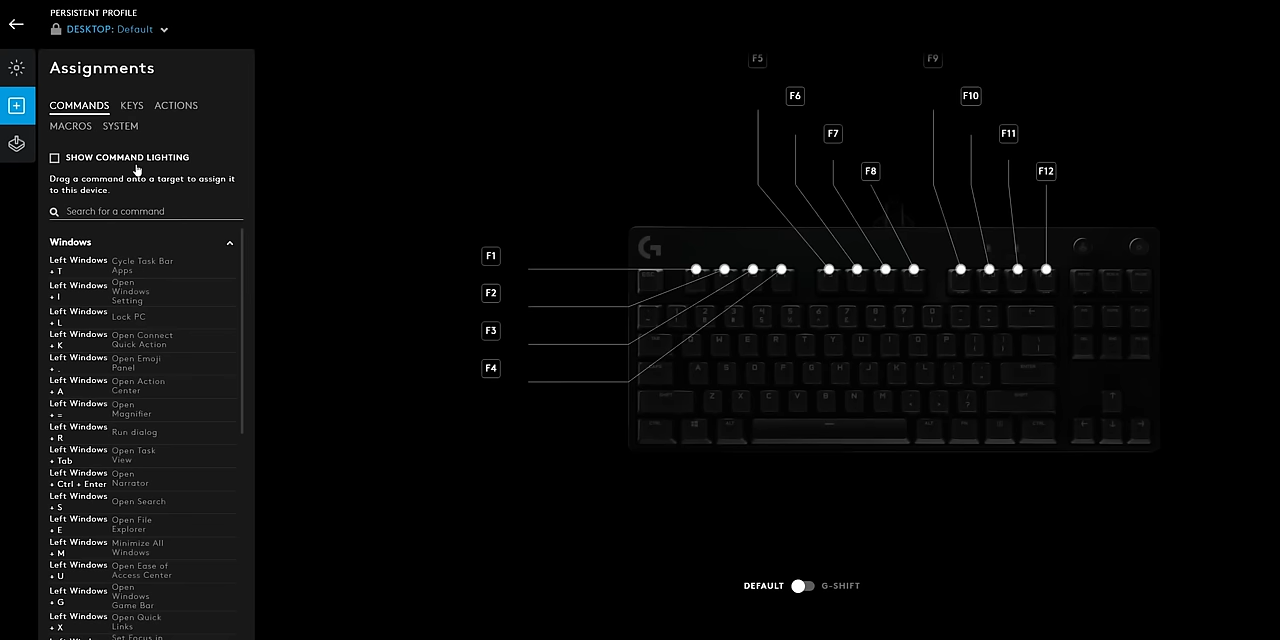 PERSISTENT PROFILE
DESKTOP: Default
Assignments
COMMANDS KEYS ACTIONS
MACROS SYSTEM
SHOW COMMAND LIGHTING
Drag a command onto a target to assign it
to this device.
Search for a command
Windows
Left Windows + T Cycle Task Bar Apps
Left Windows + I Open Windows Setting
Left Windows + L Lock PC
Left Windows + K Open Connect Quick Action
Left Windows + . Open Emoji Panel
Left Windows + A Open Action Center
Left Windows + = Open Magnifier
Left Windows + R Run dialog
Left Windows + Tab Open Task View
Left Windows + Ctrl + Enter Open Narrator
Left Windows + S Open Search
Left Windows + E Open File Explorer
Left Windows + M Minimize All Windows
Left Windows + U Open Ease of Access Center
Left Windows + G Open Windows Game Bar
Left Windows + X Open Quick Links
Left Windows Set Focus in
F5
F9
F6
F10
F7
F11
F8
F12
F1
F2
F3
F4
Q W E R T Y U I O P
A S D F G H J K L
Z X C V B N M
DEFAULT G-SHIFT